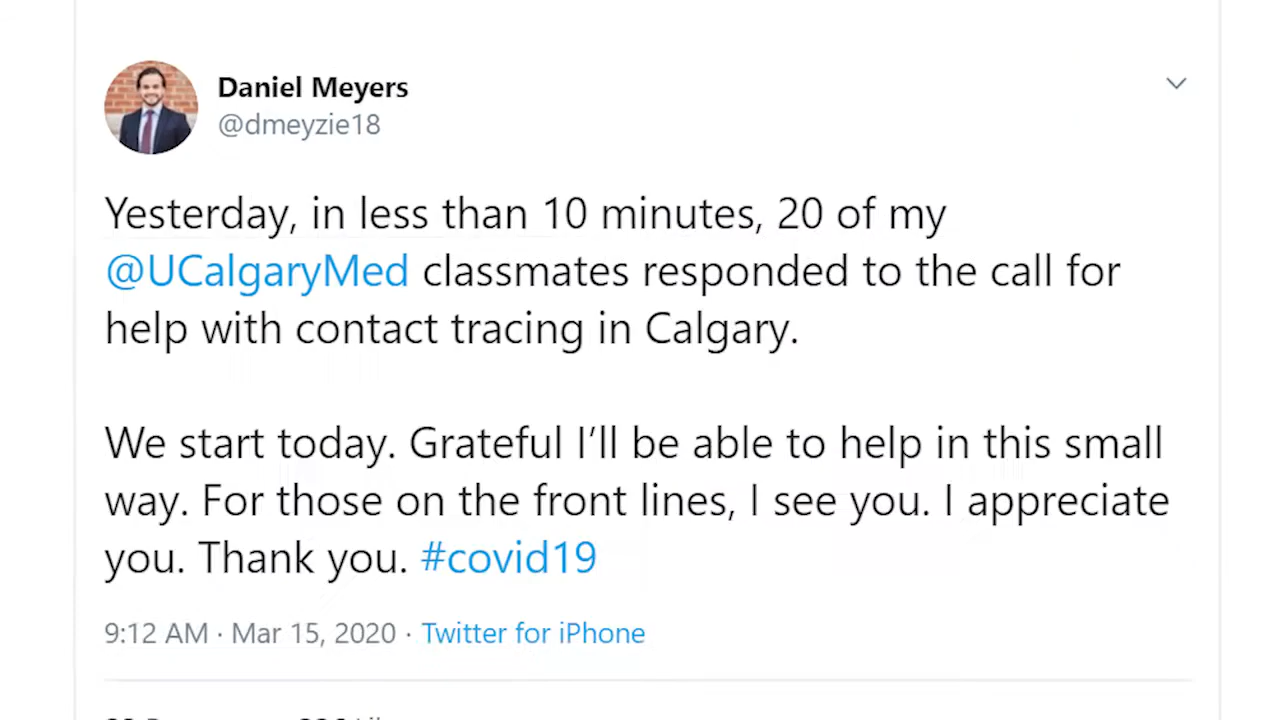 Daniel Meyers
@dmeyzie18
Yesterday, in less than 10 minutes, 20 of my
@UCalgaryMed classmates responded to the call for
help with contact tracing in Calgary.
We start today. Grateful I’ll be able to help in this small
way. For those on the front lines, I see you. I appreciate
you. Thank you. #covid19
9:12 AM · Mar 15, 2020 · Twitter for iPhone